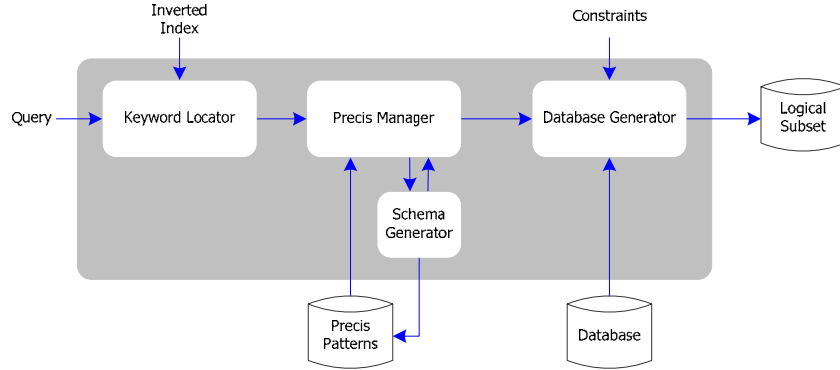 Inverted
Index
Constraints
Query
Keyword Locator
Precis Manager
Database Generator
Logical
Subset
Schema
Generator
Precis
Patterns
Database